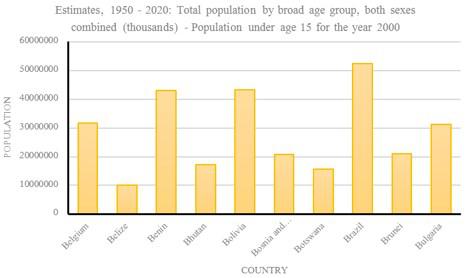 Estimates, 1950 - 2020: Total population by broad age group, both sexes
combined (thousands) - Population under age 15 for the year 2000
60000000
50000000
40000000
30000000
20000000
10000000
0
POPULATION
Belgium
Belize
Benin
Bhutan
Bolivia
Bosnia and…
Botswana
Brazil
Brunei
Bulgaria
COUNTRY